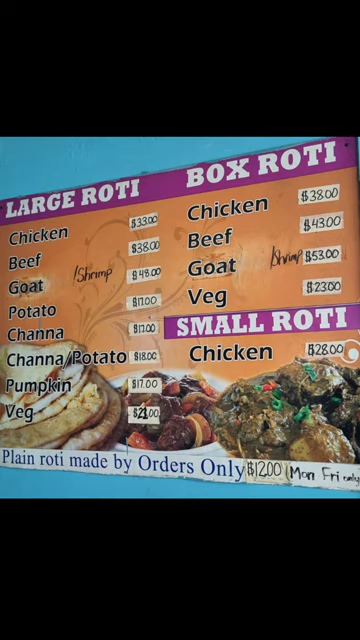 LARGE ROTI
Chicken $33.00
Beef $38.00
Goat /Shrimp $48.00
Potato $17.00
Channa $17.00
Channa/Potato $18.00
Pumpkin $17.00
Veg $21.00
BOX ROTI
Chicken $38.00
Beef $43.00
Goat /Shrimp $53.00
Veg $23.00
SMALL ROTI
Chicken $28.00
Plain roti made by Orders Only $12.00 (Mon Fri only